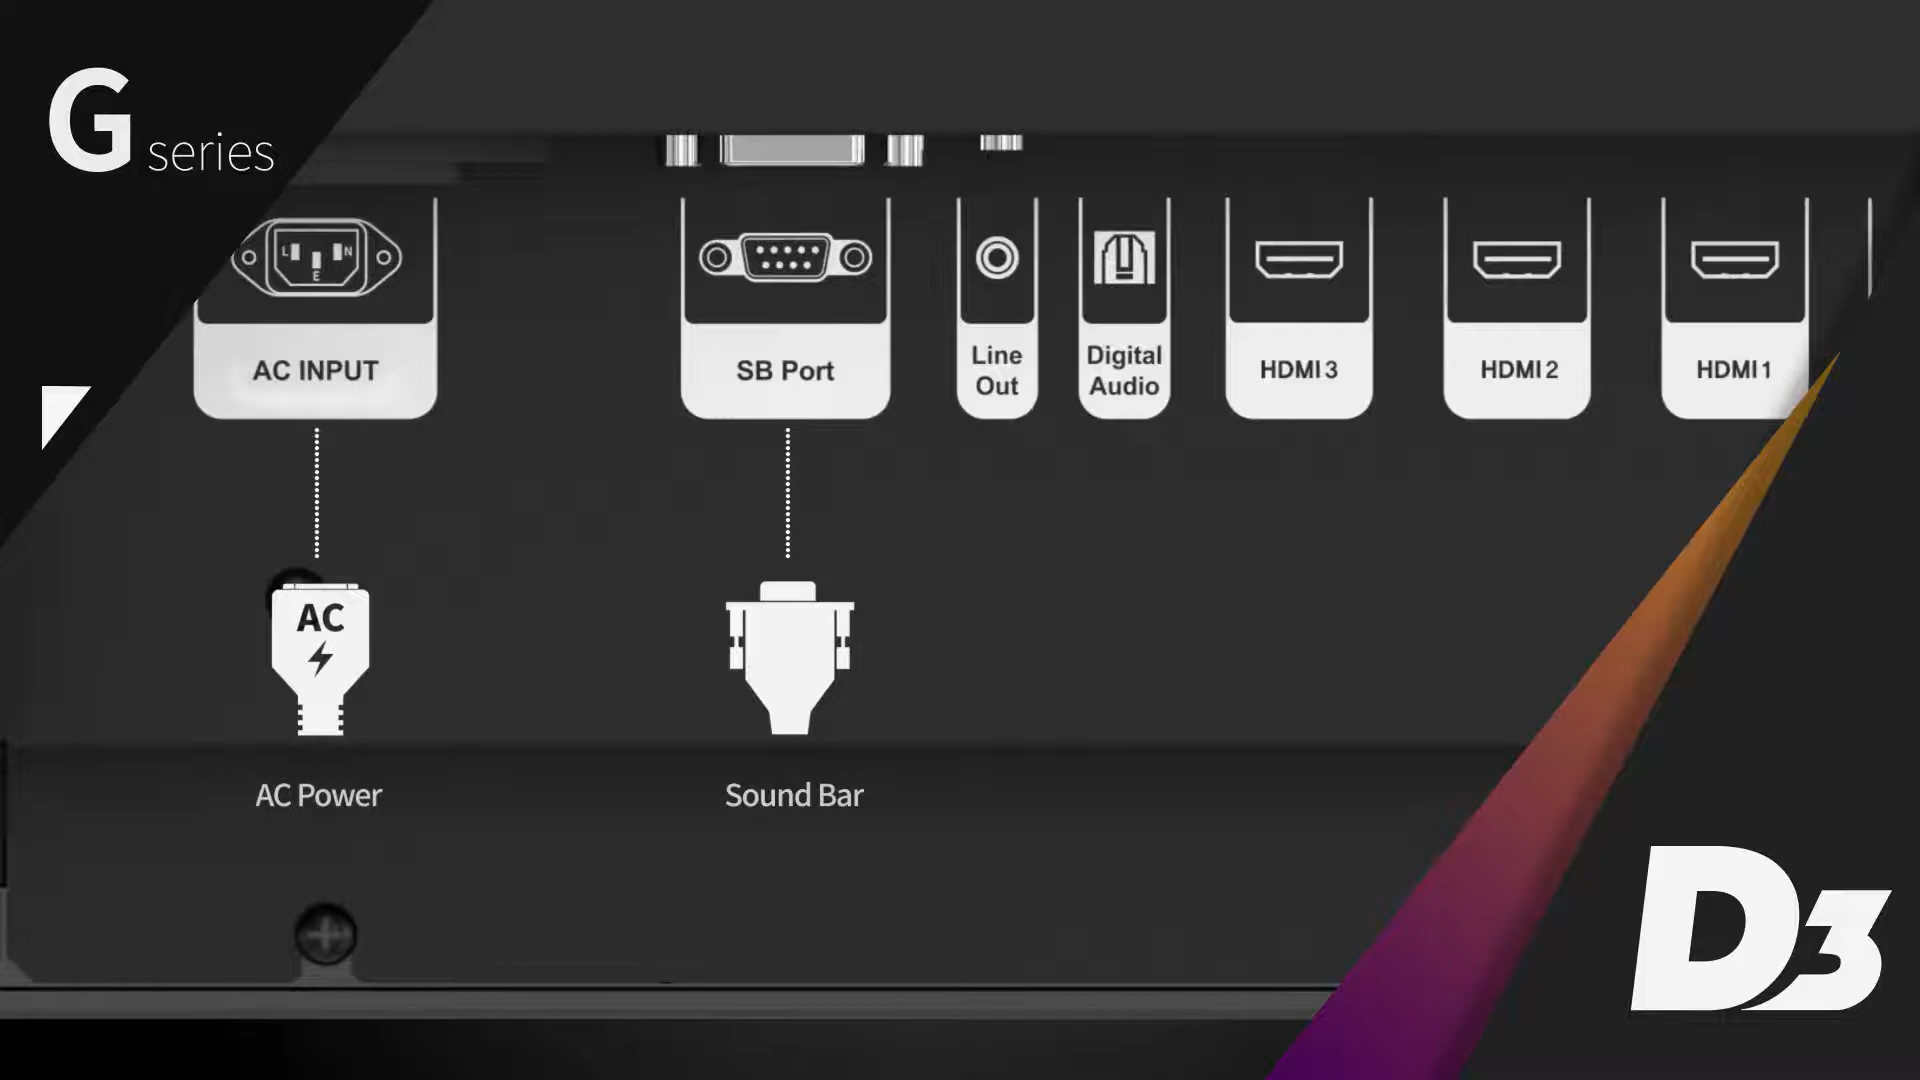 G series
L N
E
AC INPUT
SB Port
Line
Out
Digital
Audio
HDMI 3
HDMI 2
HDMI 1
AC
AC Power
Sound Bar
D3